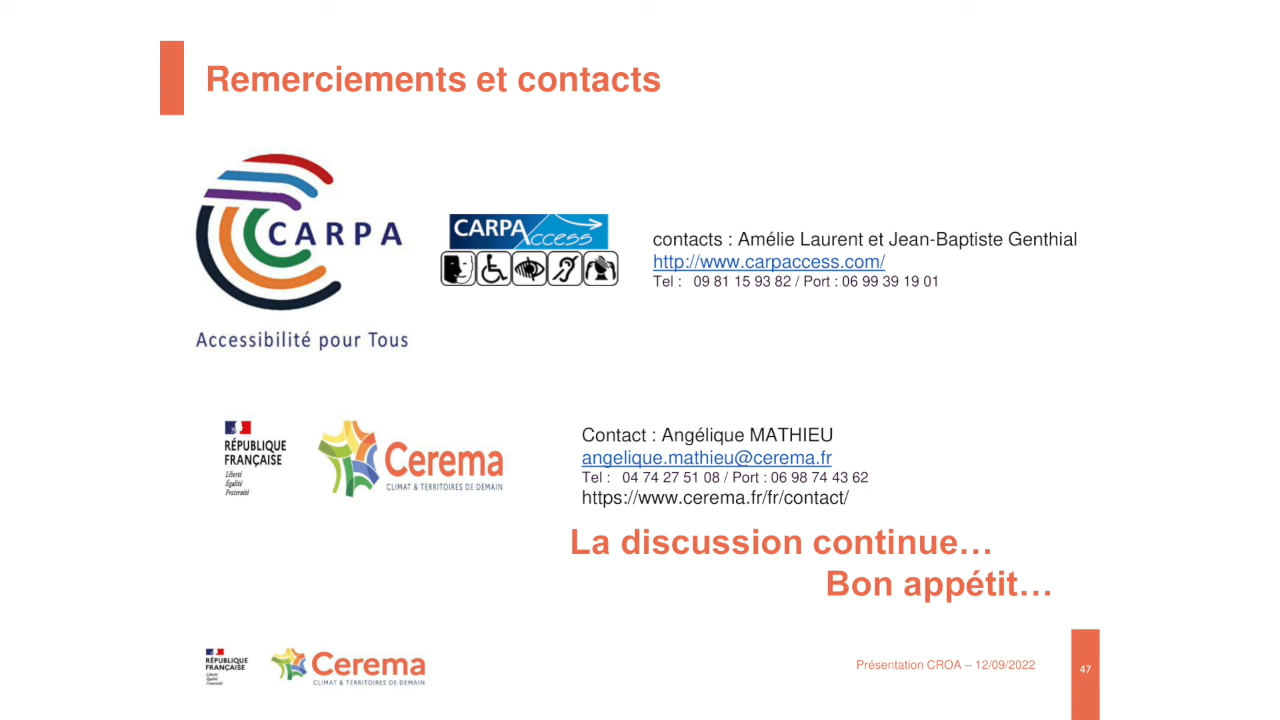 Remerciements et contacts
CARPA
Accessibilité pour Tous
CARPA
Access
contacts : Amélie Laurent et Jean-Baptiste Genthial
http://www.carpaccess.com/
Tel : 09 81 15 93 82 / Port : 06 99 39 19 01
RÉPUBLIQUE
FRANÇAISE
Liberté
Égalité
Fraternité
Cerema
CLIMAT & TERRITOIRES DE DEMAIN
Contact : Angélique MATHIEU
angelique.mathieu@cerema.fr
Tel : 04 74 27 51 08 / Port : 06 98 74 43 62
https://www.cerema.fr/fr/contact/
La discussion continue…
Bon appétit…
RÉPUBLIQUE
FRANÇAISE
Liberté
Égalité
Fraternité
Cerema
CLIMAT & TERRITOIRES DE DEMAIN
Présentation CROA – 12/09/2022
47